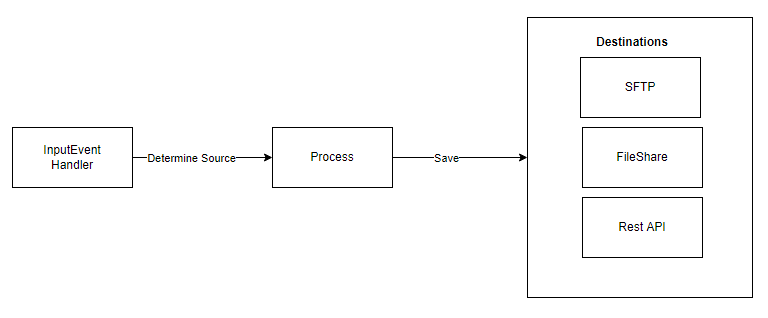 InputEvent
Handler
Determine Source
Process
Save
Destinations
SFTP
FileShare
Rest API